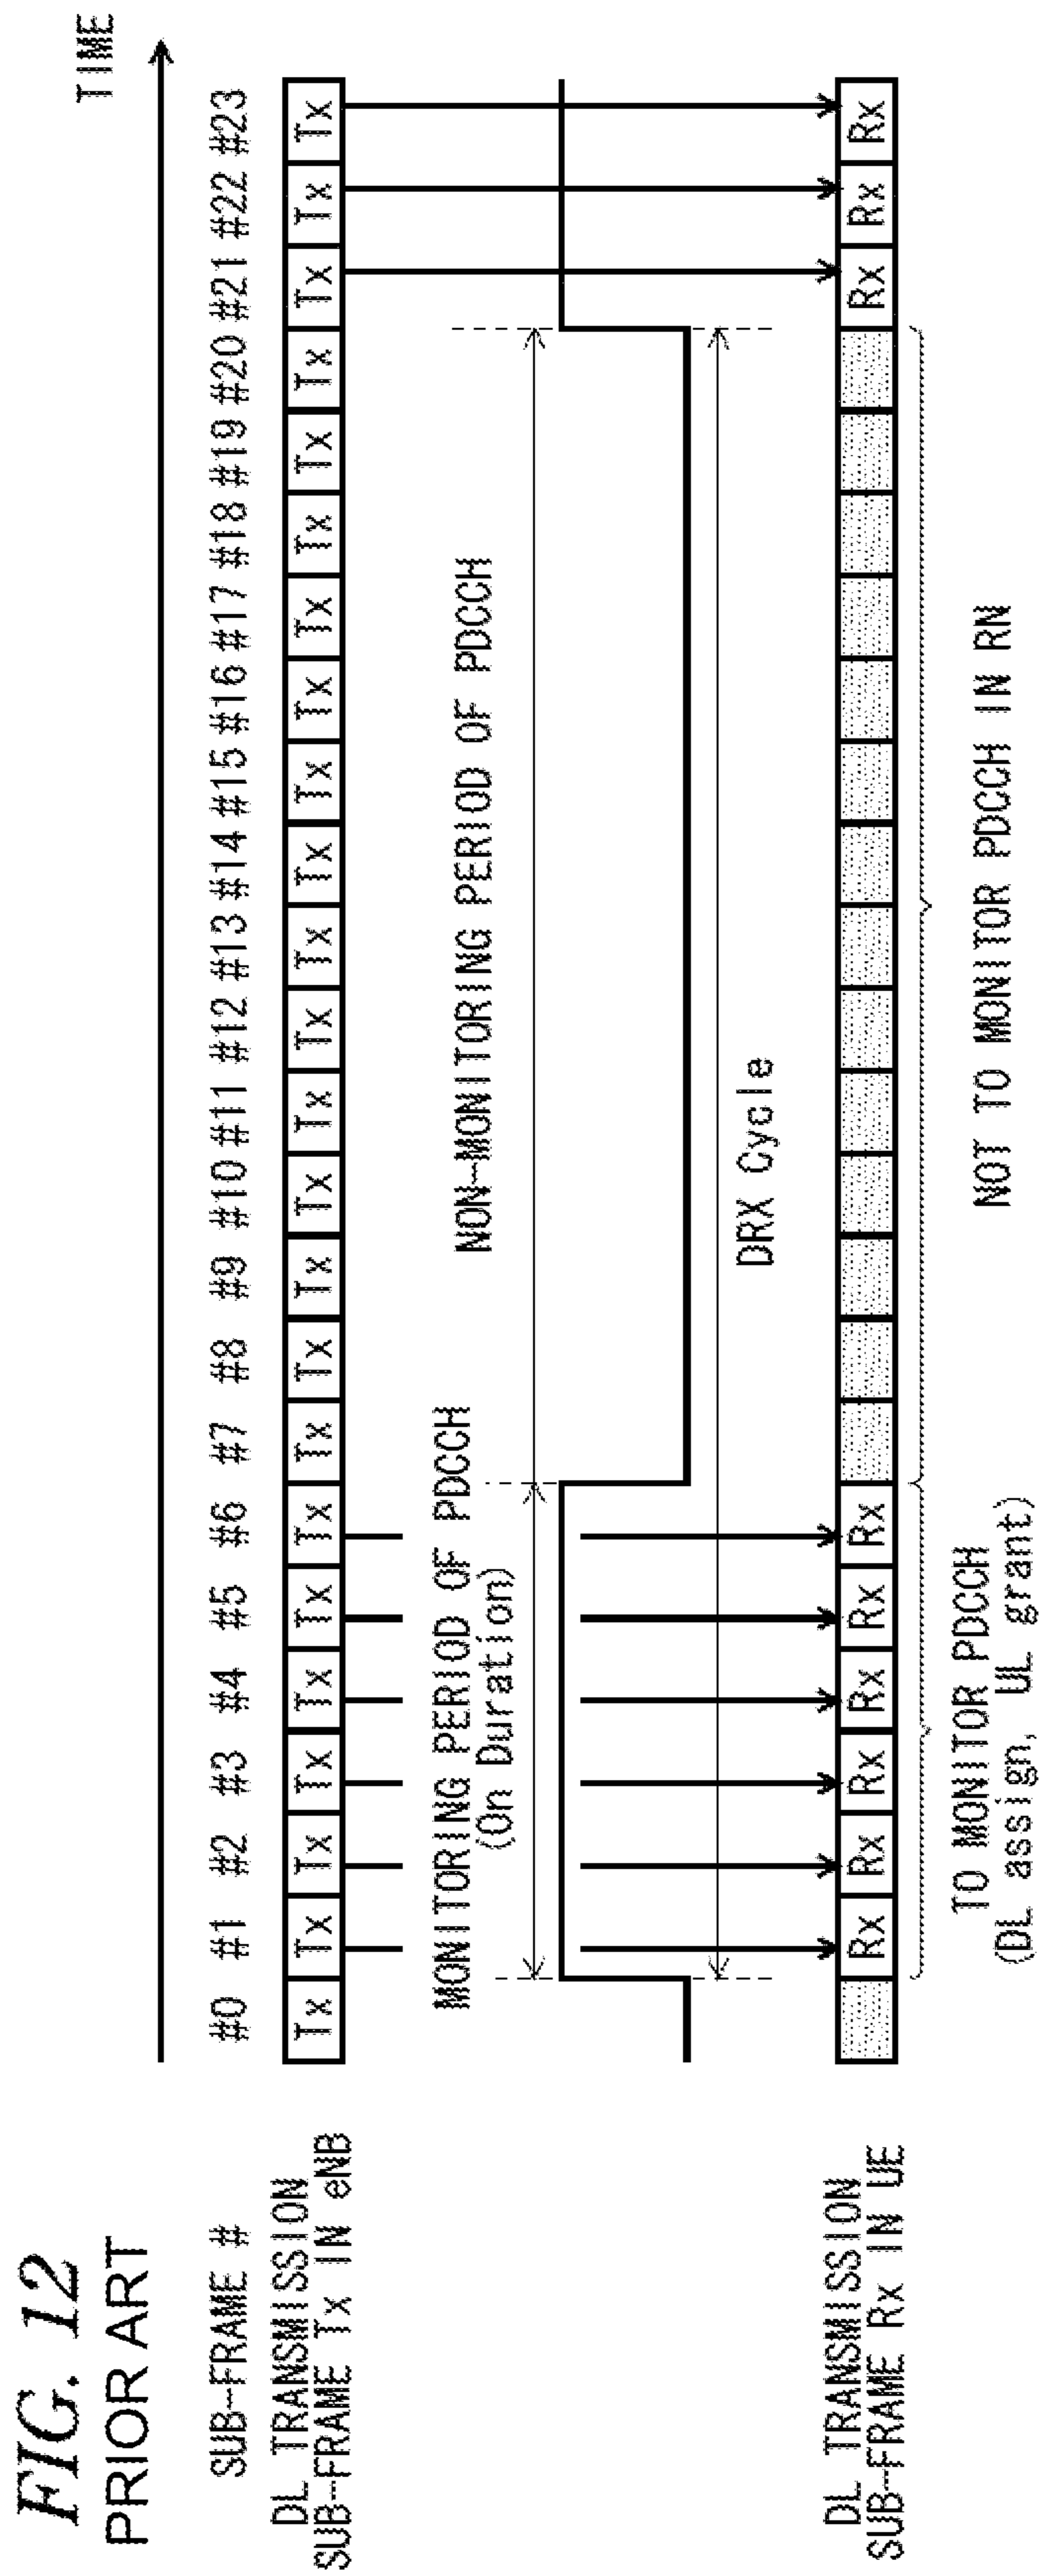 FIG. 12
PRIOR ART
TIME
SUB-FRAME # #0 #1 #2 #3 #4 #5 #6 #7 #8 #9 #10 #11 #12 #13 #14 #15 #16 #17 #18 #19 #20 #21 #22 #23
DL TRANSMISSION
SUB-FRAME Tx IN eNB
Tx Tx Tx Tx Tx Tx Tx Tx Tx Tx Tx Tx Tx Tx Tx Tx Tx Tx Tx Tx Tx Tx Tx Tx
MONITORING PERIOD OF PDCCH
(On Duration)
NON-MONITORING PERIOD OF PDCCH
DRX Cycle
DL TRANSMISSION
SUB-FRAME Rx IN UE
Rx Rx Rx Rx Rx Rx Rx Rx Rx
TO MONITOR PDCCH
(DL assign, UL grant)
NOT TO MONITOR PDCCH IN RN